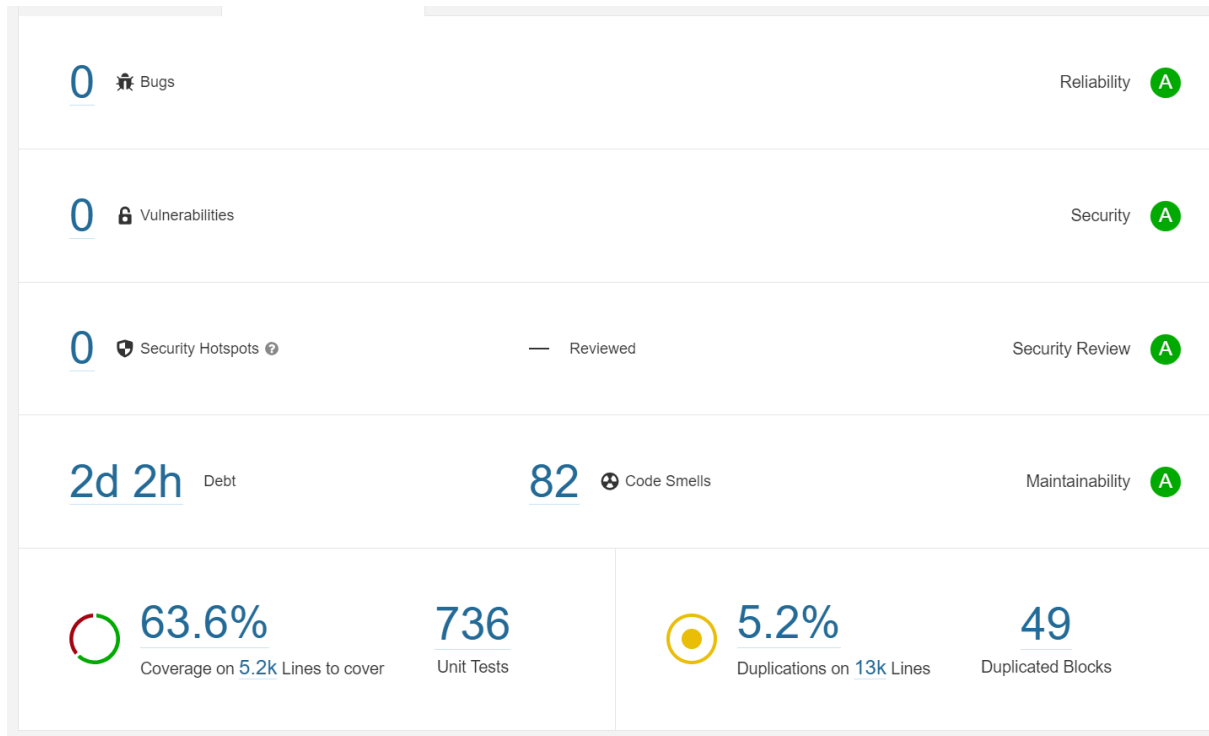 0 Bugs Reliability A
0 Vulnerabilities Security A
0 Security Hotspots ? — Reviewed Security Review A
2d 2h Debt 82 Code Smells Maintainability A
63.6% 736 5.2% 49
Coverage on 5.2k Lines to cover Unit Tests Duplications on 13k Lines Duplicated Blocks